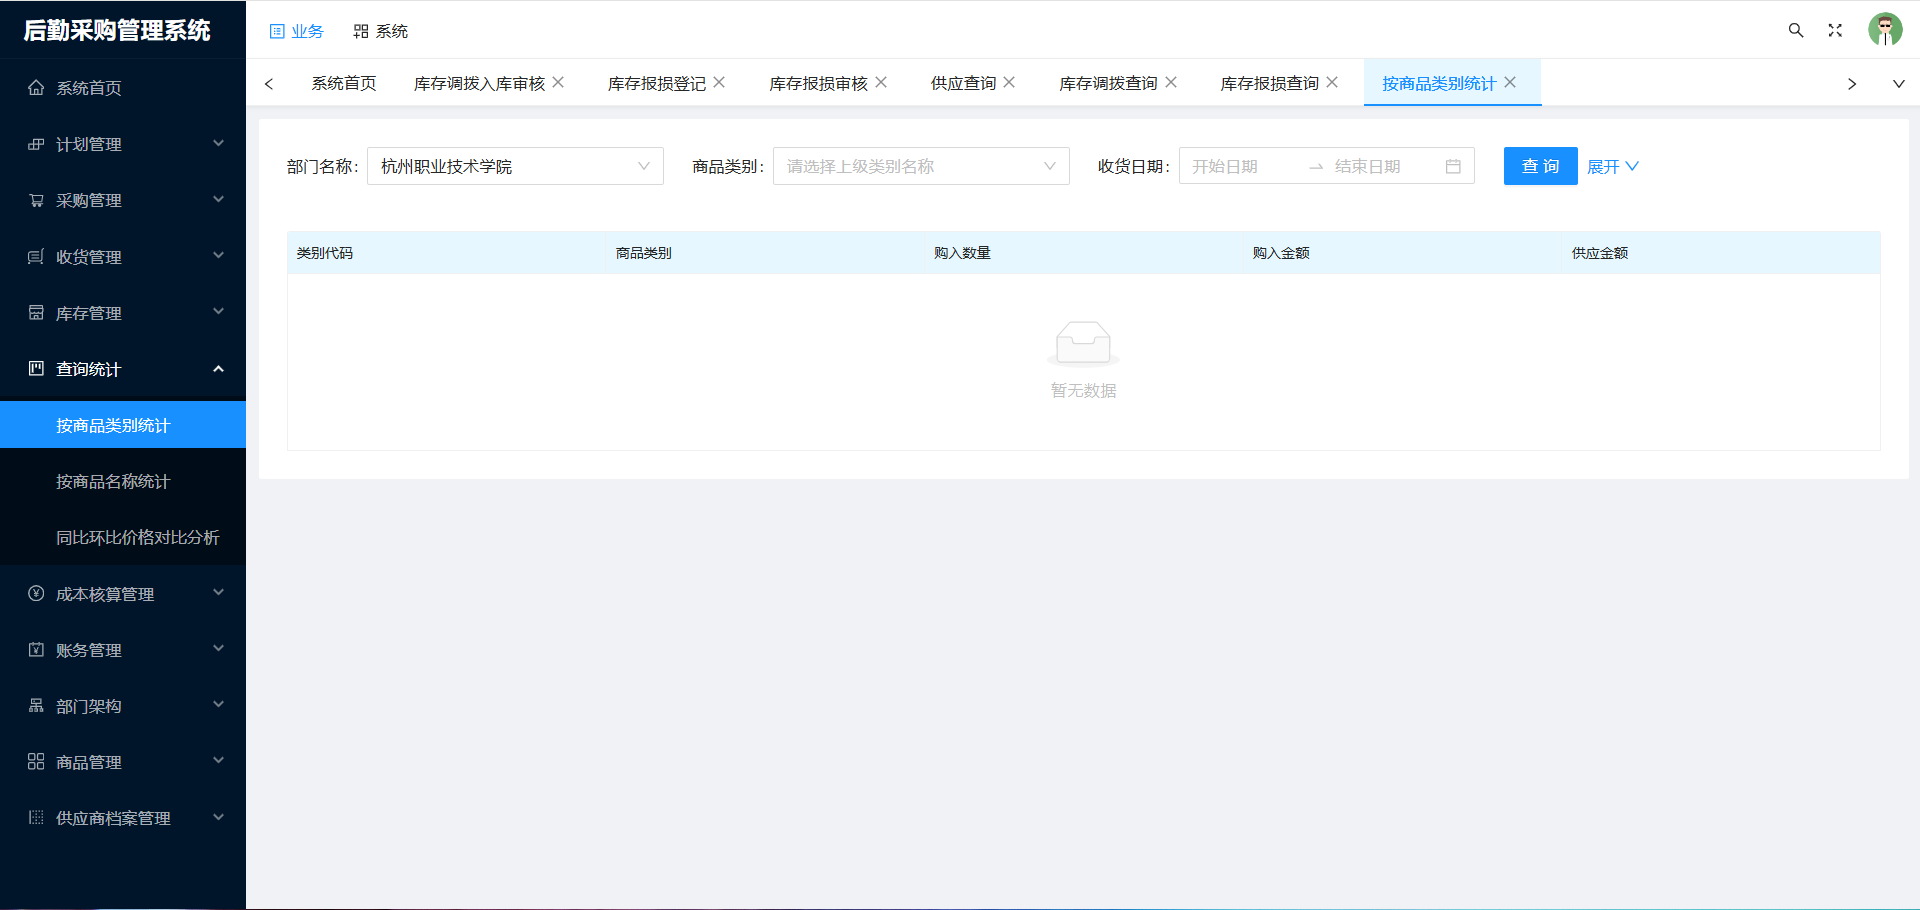 后勤采购管理系统
业务 系统
系统首页 库存调拨入库审核 库存报损登记 库存报损审核 供应查询 库存调拨查询 库存报损查询 按商品类别统计
系统首页
计划管理
采购管理
收货管理
库存管理
查询统计
按商品类别统计
按商品名称统计
同比环比价格对比分析
成本核算管理
账务管理
部门架构
商品管理
供应商档案管理
部门名称: 杭州职业技术学院 商品类别: 请选择上级类别名称 收货日期: 开始日期 → 结束日期 查 询 展开
类别代码 商品类别 购入数量 购入金额 供应金额
暂无数据